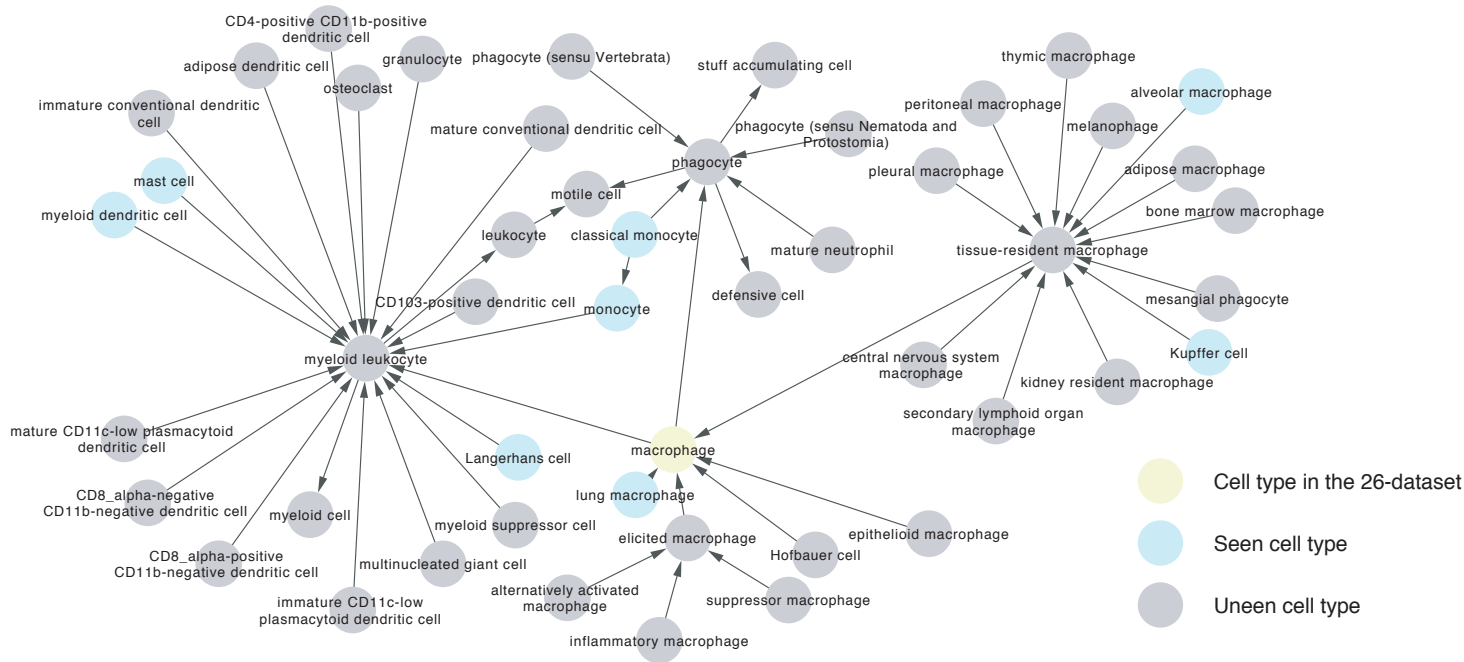 CD4-positive CD11b-positive
dendritic cell
adipose dendritic cell
granulocyte
osteoclast
immature conventional dendritic
cell
mast cell
myeloid dendritic cell
mature conventional dendritic cell
phagocyte (sensu Vertebrata)
stuff accumulating cell
phagocyte (sensu Nematoda and
Protostomia)
phagocyte
motile cell
leukocyte
classical monocyte
mature neutrophil
defensive cell
monocyte
CD103-positive dendritic cell
myeloid leukocyte
thymic macrophage
alveolar macrophage
peritoneal macrophage
melanophage
pleural macrophage
adipose macrophage
bone marrow macrophage
tissue-resident macrophage
mesangial phagocyte
Kupffer cell
central nervous system
macrophage
kidney resident macrophage
secondary lymphoid organ
macrophage
mature CD11c-low plasmacytoid
dendritic cell
CD8_alpha-negative
CD11b-negative dendritic cell
CD8_alpha-positive
CD11b-negative dendritic cell
myeloid cell
immature CD11c-low
plasmacytoid dendritic cell
multinucleated giant cell
myeloid suppressor cell
Langerhans cell
macrophage
lung macrophage
elicited macrophage
Hofbauer cell
epithelioid macrophage
alternatively activated
macrophage
suppressor macrophage
inflammatory macrophage
Cell type in the 26-dataset
Seen cell type
Uneen cell type